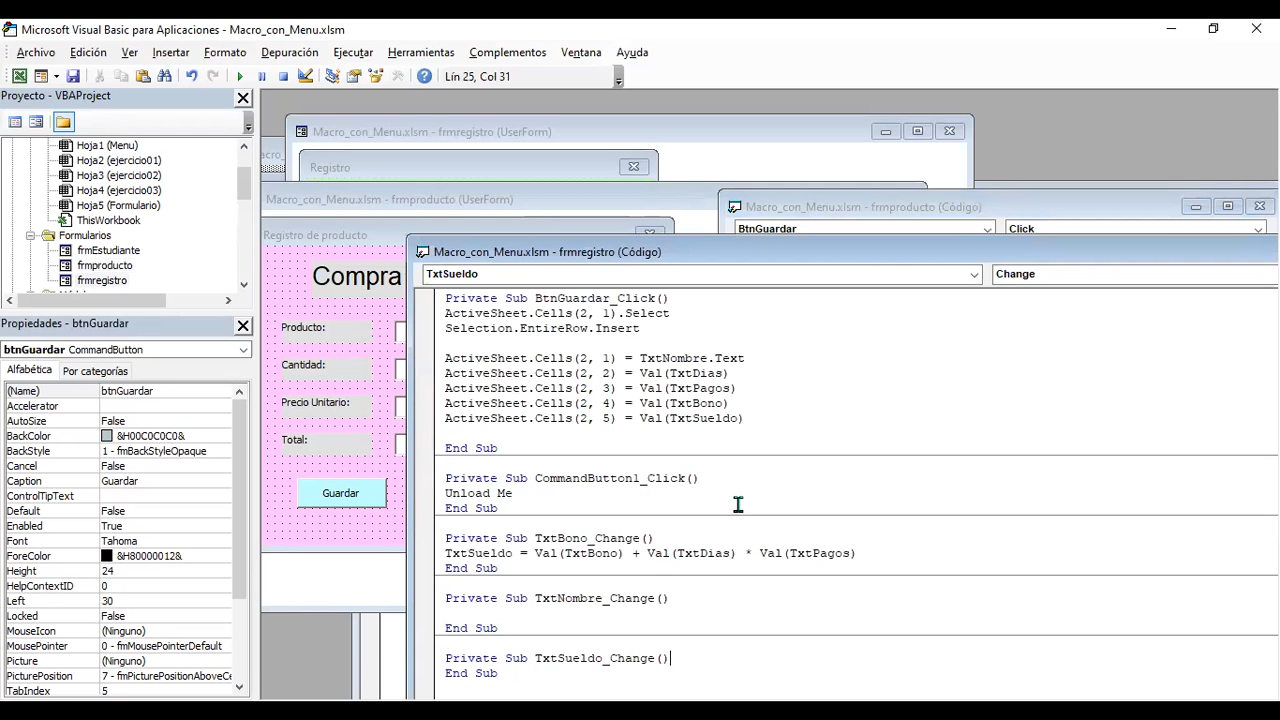 Microsoft Visual Basic para Aplicaciones - Macro_con_Menu.xlsm
Archivo Edición Ver Insertar Formato Depuración Ejecutar Herramientas Complementos Ventana Ayuda
Lín 25, Col 31
Proyecto - VBAProject
Hoja1 (Menu)
Hoja2 (ejercicio01)
Hoja3 (ejercicio02)
Hoja4 (ejercicio03)
Hoja5 (Formulario)
ThisWorkbook
Formularios
frmEstudiante
frmproducto
frmregistro
Propiedades - btnGuardar
btnGuardar CommandButton
Alfabética Por categorías
(Name) btnGuardar
Accelerator
AutoSize False
BackColor &H00C0C0C0&
BackStyle 1 - fmBackStyleOpaque
Cancel False
Caption Guardar
ControlTipText
Default False
Enabled True
Font Tahoma
ForeColor &H80000012&
Height 24
HelpContextID 0
Left 30
Locked False
MouseIcon (Ninguno)
MousePointer 0 - fmMousePointerDefault
Picture (Ninguno)
PicturePosition 7 - fmPicturePositionAboveCe
TabIndex 5
Macro_con_Menu.xlsm - frmregistro (UserForm)
Registro
Macro_con_Menu.xlsm - frmproducto (UserForm)
Registro de producto
Compra
Producto:
Cantidad:
Precio Unitario:
Total:
Guardar
Macro_con_Menu.xlsm - frmproducto (Código)
BtnGuardar Click
Macro_con_Menu.xlsm - frmregistro (Código)
TxtSueldo Change
Private Sub BtnGuardar_Click()
ActiveSheet.Cells(2, 1).Select
Selection.EntireRow.Insert
ActiveSheet.Cells(2, 1) = TxtNombre.Text
ActiveSheet.Cells(2, 2) = Val(TxtDias)
ActiveSheet.Cells(2, 3) = Val(TxtPagos)
ActiveSheet.Cells(2, 4) = Val(TxtBono)
ActiveSheet.Cells(2, 5) = Val(TxtSueldo)
End Sub
Private Sub CommandButton1_Click()
Unload Me
End Sub
Private Sub TxtBono_Change()
TxtSueldo = Val(TxtBono) + Val(TxtDias) * Val(TxtPagos)
End Sub
Private Sub TxtNombre_Change()
End Sub
Private Sub TxtSueldo_Change()
End Sub